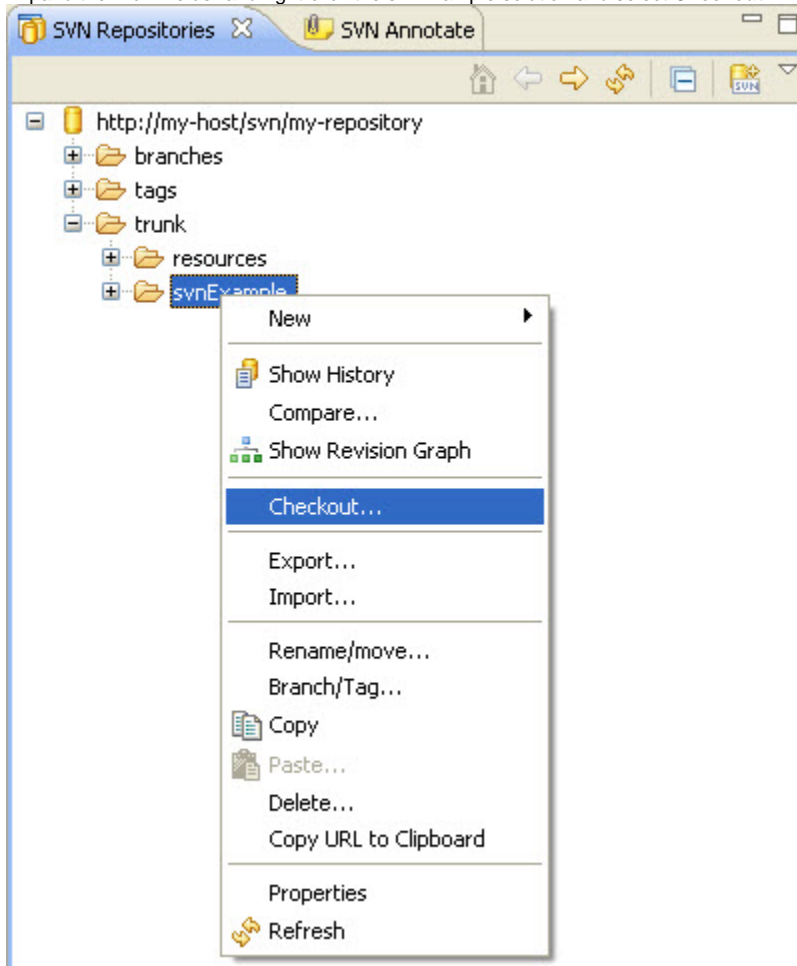 SVN Repositories SVN Annotate
SVN
http://my-host/svn/my-repository
branches
tags
trunk
resources
svnExample
New
Show History
Compare...
Show Revision Graph
Checkout...
Export...
Import...
Rename/move...
Branch/Tag...
Copy
Paste...
Delete...
Copy URL to Clipboard
Properties
Refresh